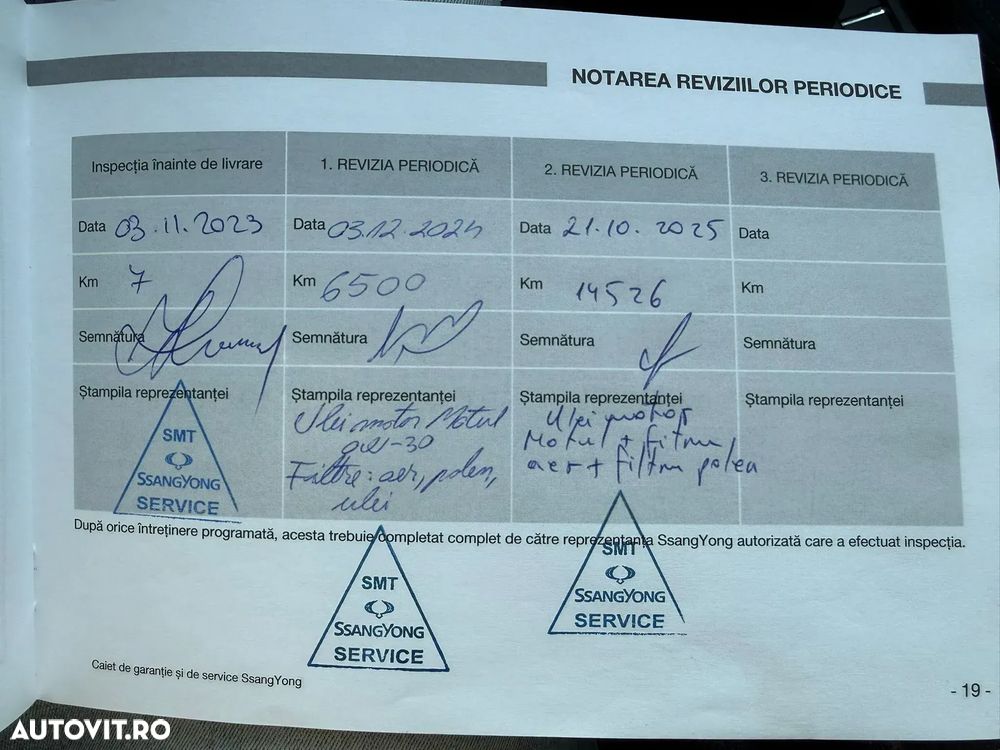 NOTAREA REVIZIILOR PERIODICE
Inspecția înainte de livrare
Data 03.11.2023
Km 7
Semnătura
Ștampila reprezentanței
SMT
SSANGYONG
SERVICE
1. REVIZIA PERIODICĂ
Data 03.12.2024
Km 6500
Semnătura
Ștampila reprezentanței
Ulei motor Motul
0W-30
Filtre: aer, polen,
ulei
SMT
SSANGYONG
SERVICE
2. REVIZIA PERIODICĂ
Data 21.10.2025
Km 14526
Semnătura
Ștampila reprezentanței
Ulei motor
Motul + filtru
aer + filtru polen
SMT
SSANGYONG
SERVICE
3. REVIZIA PERIODICĂ
Data
Km
Semnătura
Ștampila reprezentanței
După orice întreținere programată, acesta trebuie completat complet de către reprezentanța SsangYong autorizată care a efectuat inspecția.
Caiet de garanție și de service SsangYong
- 19 -
AUTOVIT.RO